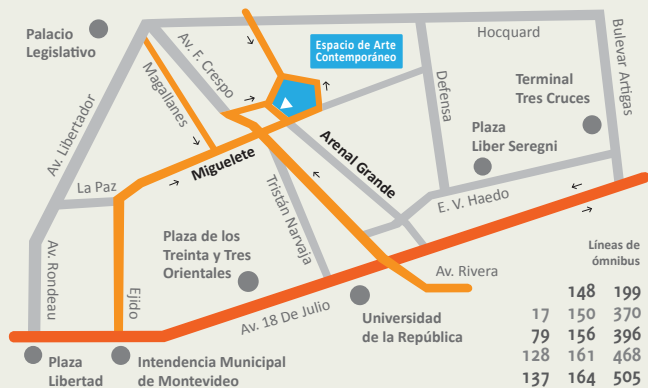 Palacio
Legislativo
Av. F. Crespo
Espacio de Arte
Contemporáneo
Hocquard
Bulevar Artigas
Magallanes
Defensa
Terminal
Tres Cruces
Av. Libertador
Plaza
Liber Seregni
Arenal Grande
Miguelete
La Paz
Tristán Narvaja
E. V. Haedo
Plaza de los
Treinta y Tres
Orientales
Av. Rondeau
Ejido
Av. Rivera
Av. 18 De Julio
Universidad
de la República
Plaza
Libertad
Intendencia Municipal
de Montevideo
Líneas de
ómnibus
148 199
17 150 370
79 156 396
128 161 468
137 164 505